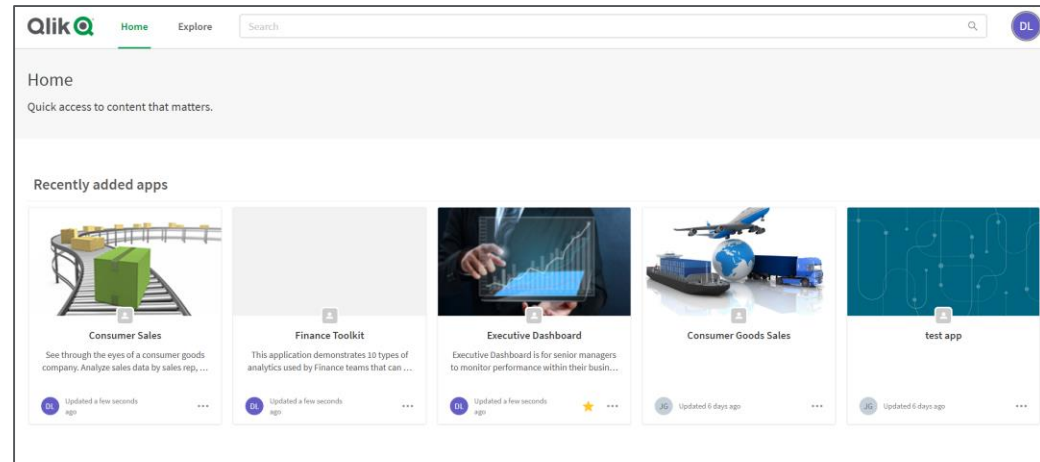 Qlik Home Explore Search DL
Home
Quick access to content that matters.
Recently added apps
Consumer Sales
See through the eyes of a consumer goods
company. Analyze sales data by sales rep, ...
DL Updated a few seconds
ago
Finance Toolkit
This application demonstrates 10 types of
analytics used by Finance teams that can ...
DL Updated a few seconds
ago
Executive Dashboard
Executive Dashboard is for senior managers
to monitor performance within their busin...
DL Updated a few seconds
ago
Consumer Goods Sales
JG Updated 6 days ago
test app
JG Updated 6 days ago